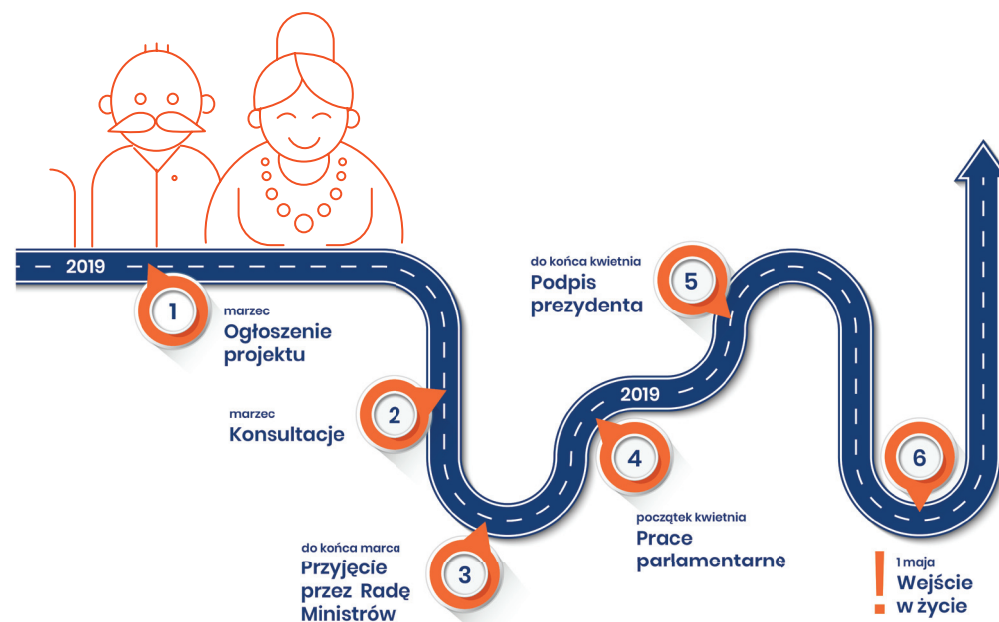 2019
1
marzec
Ogłoszenie
projektu
2
marzec
Konsultacje
3
do końca marca
Przyjęcie
przez Radę
Ministrów
2019
4
początek kwietnia
Prace
parlamontarne
5
do końca kwietnia
Podpis
prezydenta
6
!
1 maja
Wejście
w życie